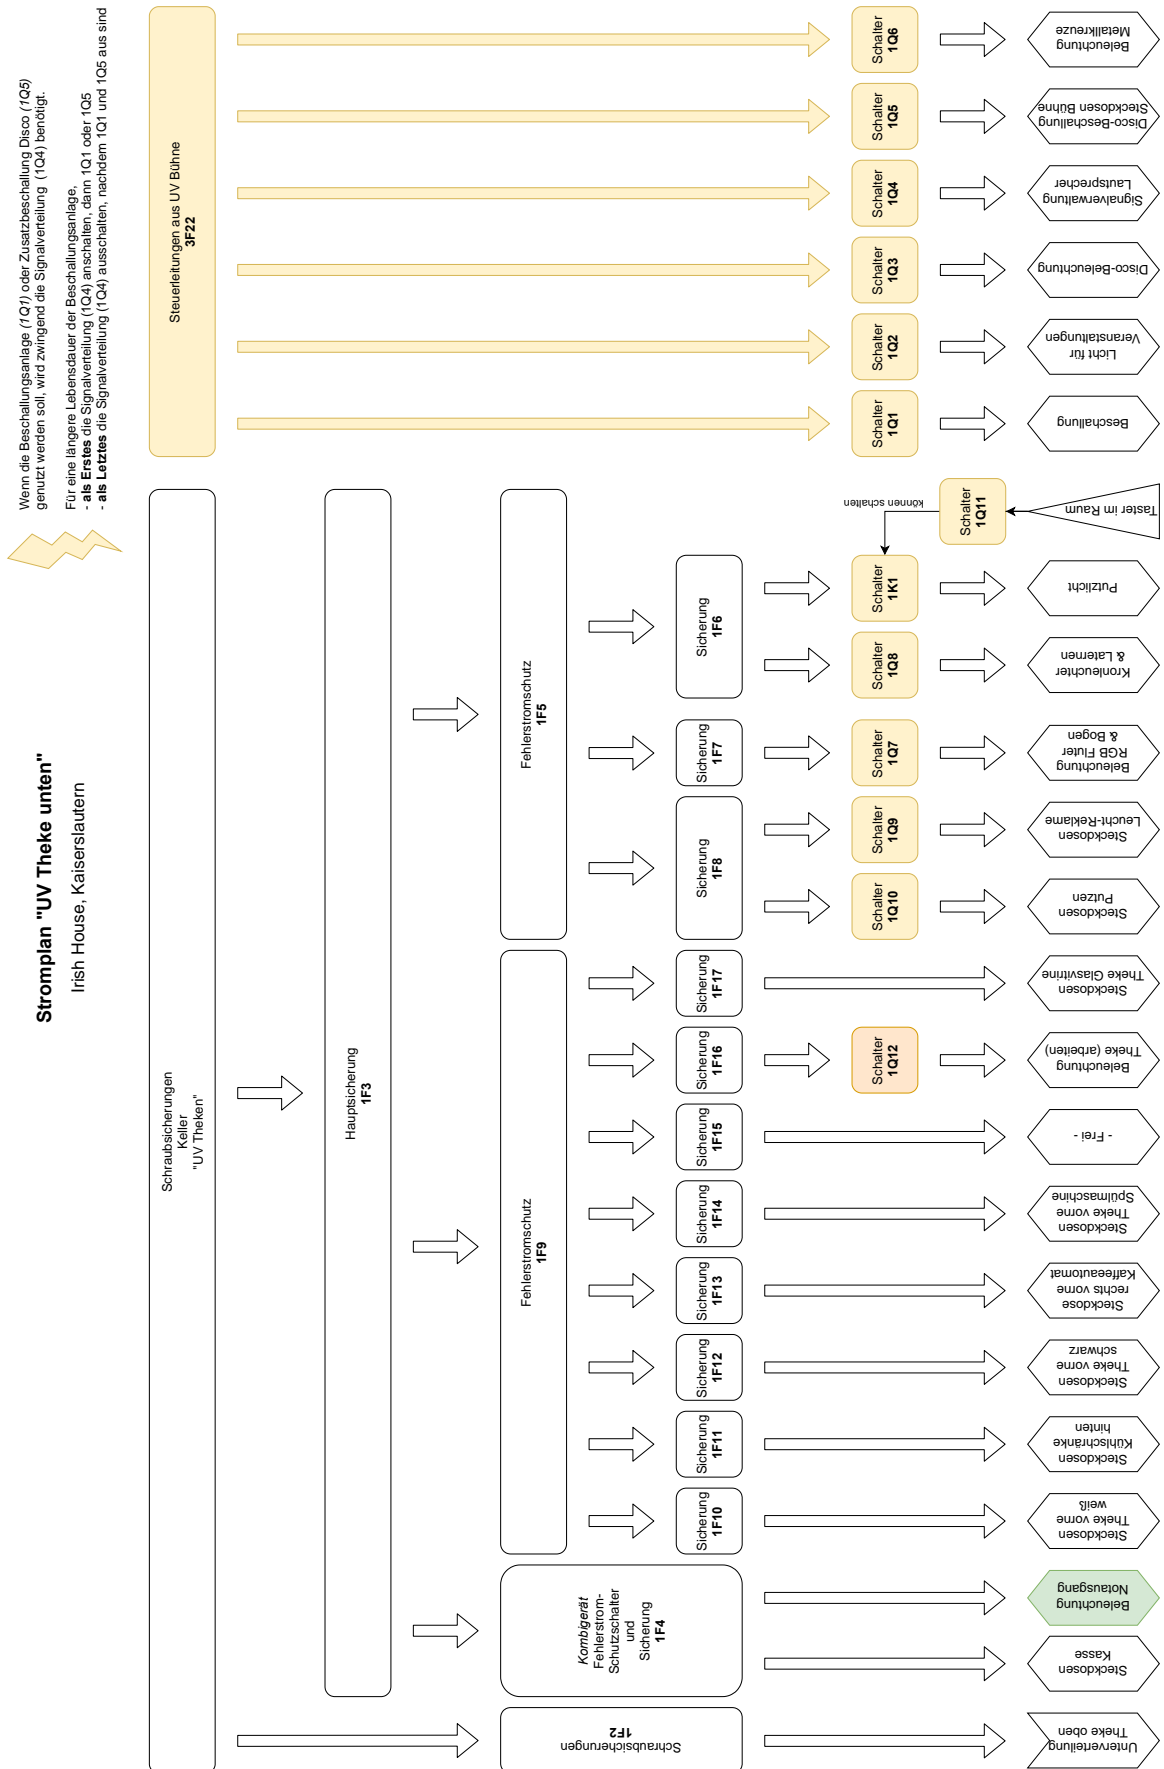 Stromplan "UV Theke unten"
Irish House, Kaiserslautern
Wenn die Beschallungsanlage (1Q1) oder Zusatzbeschallung Disco (1Q5)
genutzt werden soll, wird zwingend die Signalverteilung (1Q4) benötigt.
Für eine längere Lebensdauer der Beschallungsanlage,
- als Erstes die Signalverteilung (1Q4) anschalten, dann 1Q1 oder 1Q5
- als Letztes die Signalverteilung (1Q4) ausschalten, nachdem 1Q1 und 1Q5 aus sind
Schraubsicherungen
Keller
"UV Theken"
Steuerleitungen aus UV Bühne
3F22
Hauptsicherung
1F3
Schraubsicherungen
1F2
Kombigerät
Fehlerstrom-
Schutzschalter
und
Sicherung
1F4
Fehlerstromschutz
1F9
Fehlerstromschutz
1F5
Sicherung
1F10
Sicherung
1F11
Sicherung
1F12
Sicherung
1F13
Sicherung
1F14
Sicherung
1F15
Sicherung
1F16
Sicherung
1F17
Sicherung
1F8
Sicherung
1F7
Sicherung
1F6
Schalter
1Q12
Schalter
1Q10
Schalter
1Q9
Schalter
1Q7
Schalter
1Q8
Schalter
1K1
können schalten
Schalter
1Q11
Taster im Raum
Schalter
1Q1
Schalter
1Q2
Schalter
1Q3
Schalter
1Q4
Schalter
1Q5
Schalter
1Q6
Unterverteilung
Theke oben
Steckdosen
Kasse
Beleuchtung
Notausgang
Steckdosen
Theke vorne
weiß
Steckdosen
Kühlschränke
hinten
Steckdosen
Theke vorne
schwarz
Steckdose
rechts vorne
Kaffeeautomat
Steckdosen
Theke vorne
Spülmaschine
- Frei -
Beleuchtung
Theke (arbeiten)
Steckdosen
Theke Glasvitrine
Steckdosen
Putzen
Steckdosen
Leucht-Reklame
Beleuchtung
RGB Fluter
& Bogen
Kronleuchter
& Laternen
Putzlicht
Beschallung
Licht für
Veranstaltungen
Disco-Beleuchtung
Signalverwaltung
Lautsprecher
Disco-Beschallung
Steckdosen Bühne
Beleuchtung
Metallkreuze